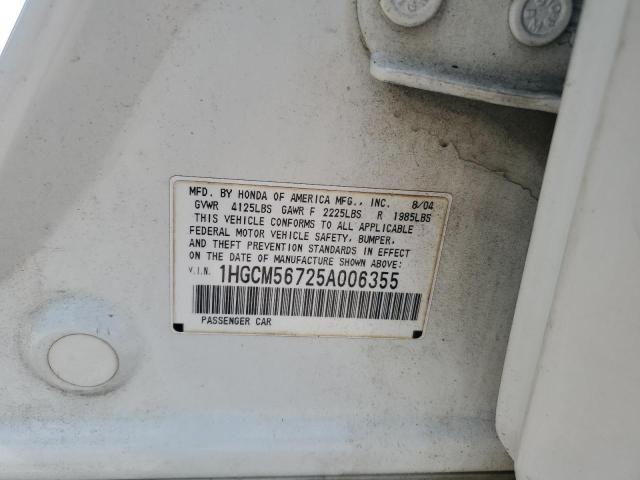 MFD. BY HONDA OF AMERICA MFG., INC. 8/04
GVWR 4125LBS GAWR F 2225LBS R 1985LBS
THIS VEHICLE CONFORMS TO ALL APPLICABLE
FEDERAL MOTOR VEHICLE SAFETY, BUMPER,
AND THEFT PREVENTION STANDARDS IN EFFECT
ON THE DATE OF MANUFACTURE SHOWN ABOVE:
V.I.N. 1HGCM56725A006355
PASSENGER CAR